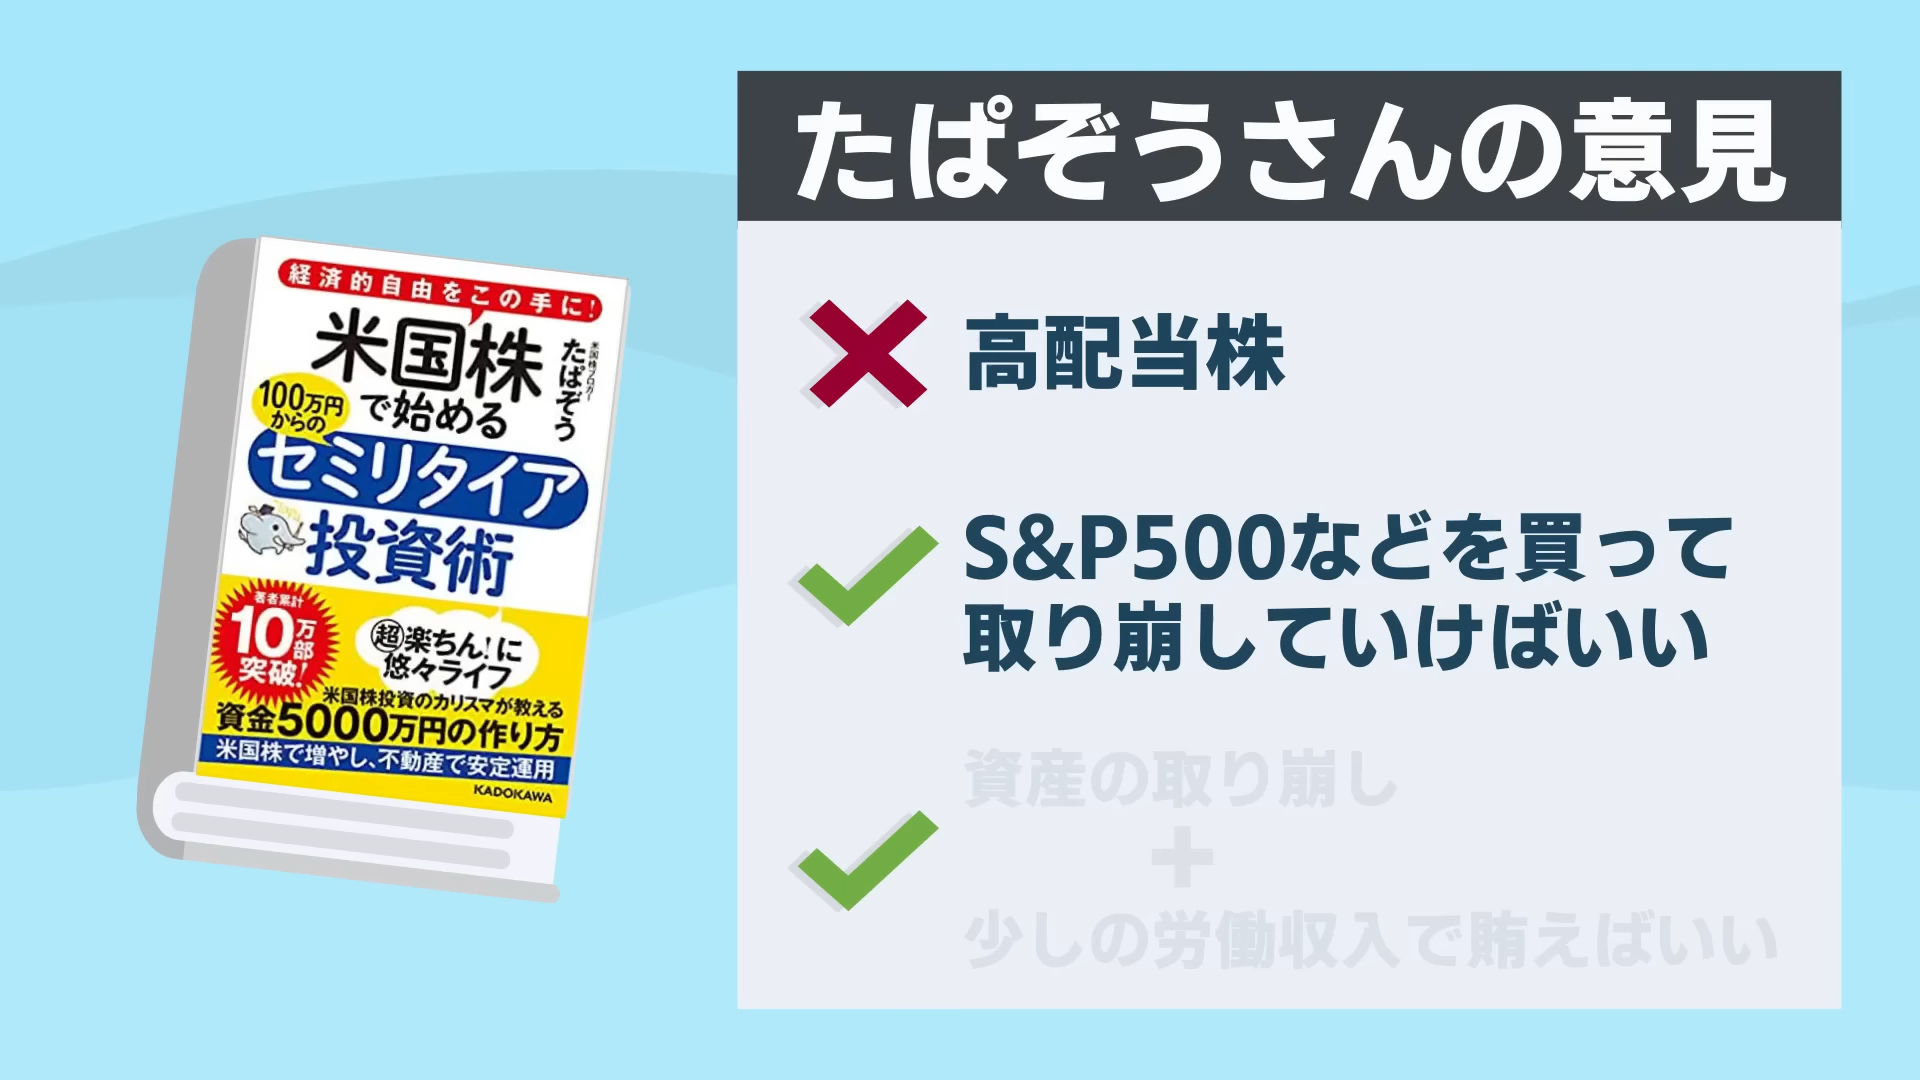 たぱぞうさんの意見
高配当株
S&P500などを買って
取り崩していけばいい
資産の取り崩し
+
少しの労働収入で賄えばいい
経済的自由をこの手に!
米国株
で始める
米国株ブロガー
たぱぞう
100万円
からの
セミリタイア
投資術
著者累計
10万部
突破!
超楽ちん!に
悠々ライフ
米国株投資のカリスマが教える
資金5000万円の作り方
米国株で増やし、不動産で安定運用
KADOKAWA